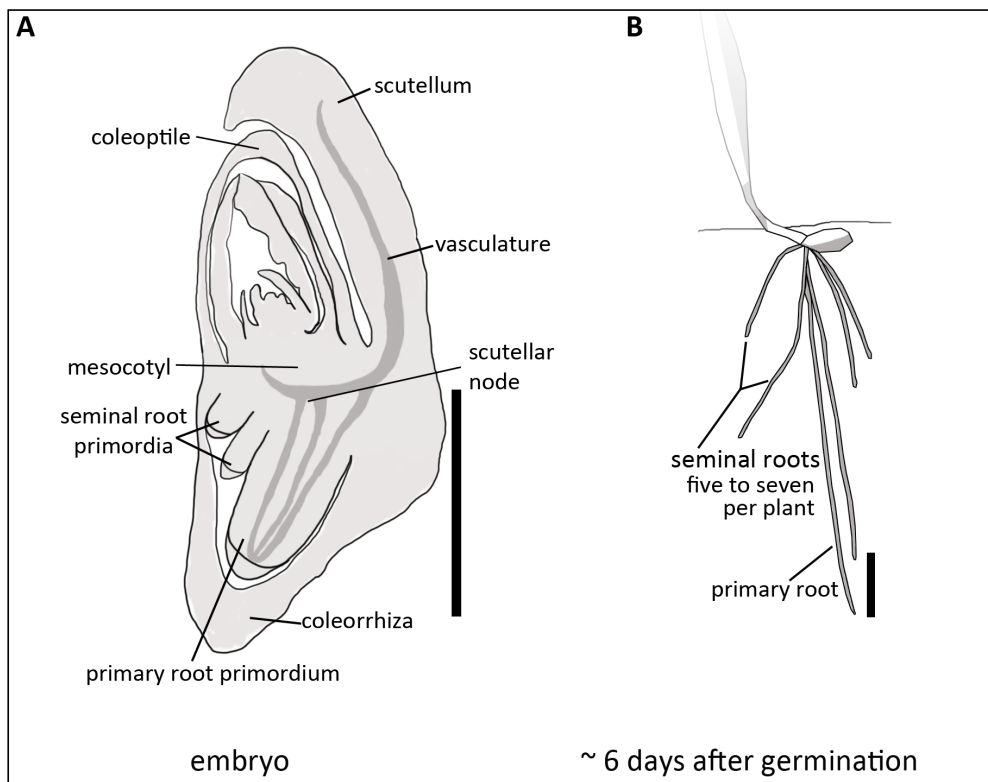 A
scutellum
coleoptile
vasculature
mesocotyl
scutellar
node
seminal root
primordia
coleorrhiza
primary root primordium
embryo
B
seminal roots
five to seven
per plant
primary root
~ 6 days after germination